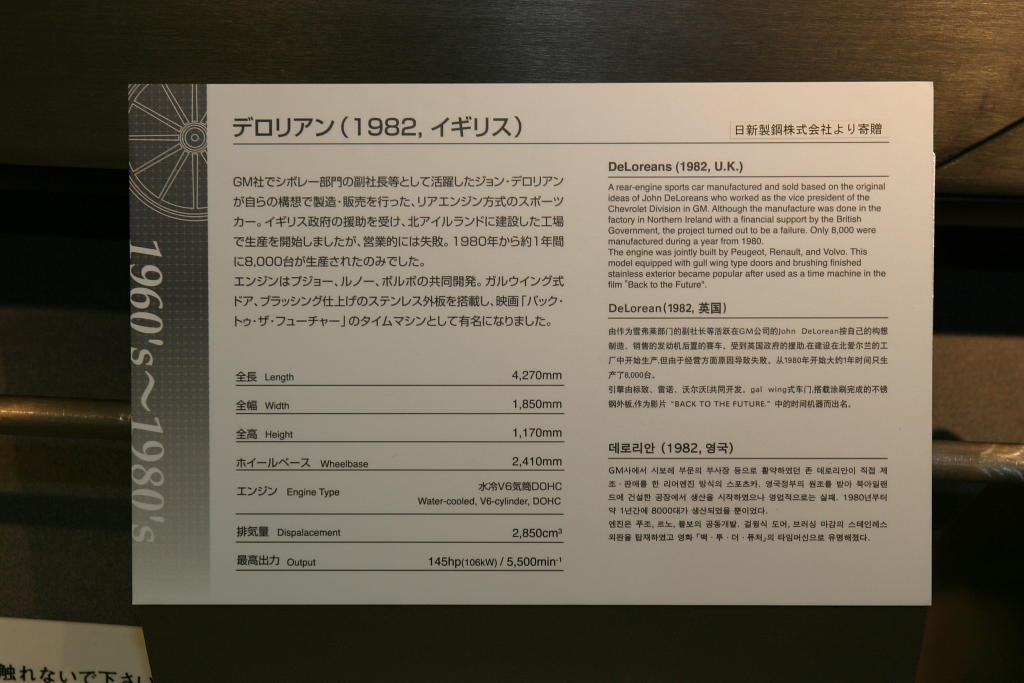 デロリアン(1982, イギリス)
日新製鋼株式会社より寄贈
1960's~1980's
GM社でシボレー部門の副社長等として活躍したジョン・デロリアン
が自らの構想で製造・販売を行った、リアエンジン方式のスポーツ
カー。イギリス政府の援助を受け、北アイルランドに建設した工場
で生産を開始しましたが、営業的には失敗。1980年から約1年間
に8,000台が生産されたのみでした。
エンジンはプジョー、ルノー、ボルボの共同開発。ガルウイング式
ドア、ブラッシング仕上げのステンレス外板を搭載し、映画「バック・
トゥ・ザ・フューチャー」のタイムマシンとして有名になりました。
全長 Length 4,270mm
全幅 Width 1,850mm
全高 Height 1,170mm
ホイールベース Wheelbase 2,410mm
エンジン Engine Type 水冷V6気筒DOHC
Water-cooled, V6-cylinder, DOHC
排気量 Dispalacement 2,850cm³
最高出力 Output 145hp(106kW) / 5,500min⁻¹
DeLoreans (1982, U.K.)
A rear-engine sports car manufactured and sold based on the original
ideas of John DeLoreans who worked as the vice president of the
Chevrolet Division in GM. Although the manufacture was done in the
factory in Northern Ireland with a financial support by the British
Government, the project turned out to be a failure. Only 8,000 were
manufactured during a year from 1980.
The engine was jointly built by Peugeot, Renault, and Volvo. This
model equipped with gull wing type doors and brushing finished
stainless exterior became popular after used as a time machine in the
film "Back to the Future".
DeLorean(1982, 英国)
由作为雪弗莱部门的副社长等活跃在GM公司的John DeLorean按自己的构想
制造、销售的发动机后置的赛车。受到英国政府的援助,在建设在北爱尔兰的工
厂中开始生产,但由于经营方面原因导致失败。从1980年开始大约1年时间只生
产了8,000台。
引擎由标致、雷诺、沃尔沃(共同开发。gal wing式车门,搭载涂刷完成的不锈
钢外板,作为影片 "BACK TO THE FUTURE." 中的时间机器而出名。
데로리안 (1982, 영국)
GM사에서 시보레 부문의 부사장 등으로 활약하였던 존 데로리안이 직접 제
조·판매를 한 리어엔진 방식의 스포츠카. 영국정부의 원조를 받아 북아일랜
드에 건설한 공장에서 생산을 시작하였으나 영업적으로는 실패. 1980년부터
약 1년간에 8000대가 생산되었을 뿐이었다.
엔진은 푸조, 르노, 볼보의 공동개발. 걸윙식 도어, 브러싱 마감의 스테인레스
외판을 탑재하였고 영화 「백·투·더·퓨처」의 타임머신으로 유명해졌다.
触れないで下さい